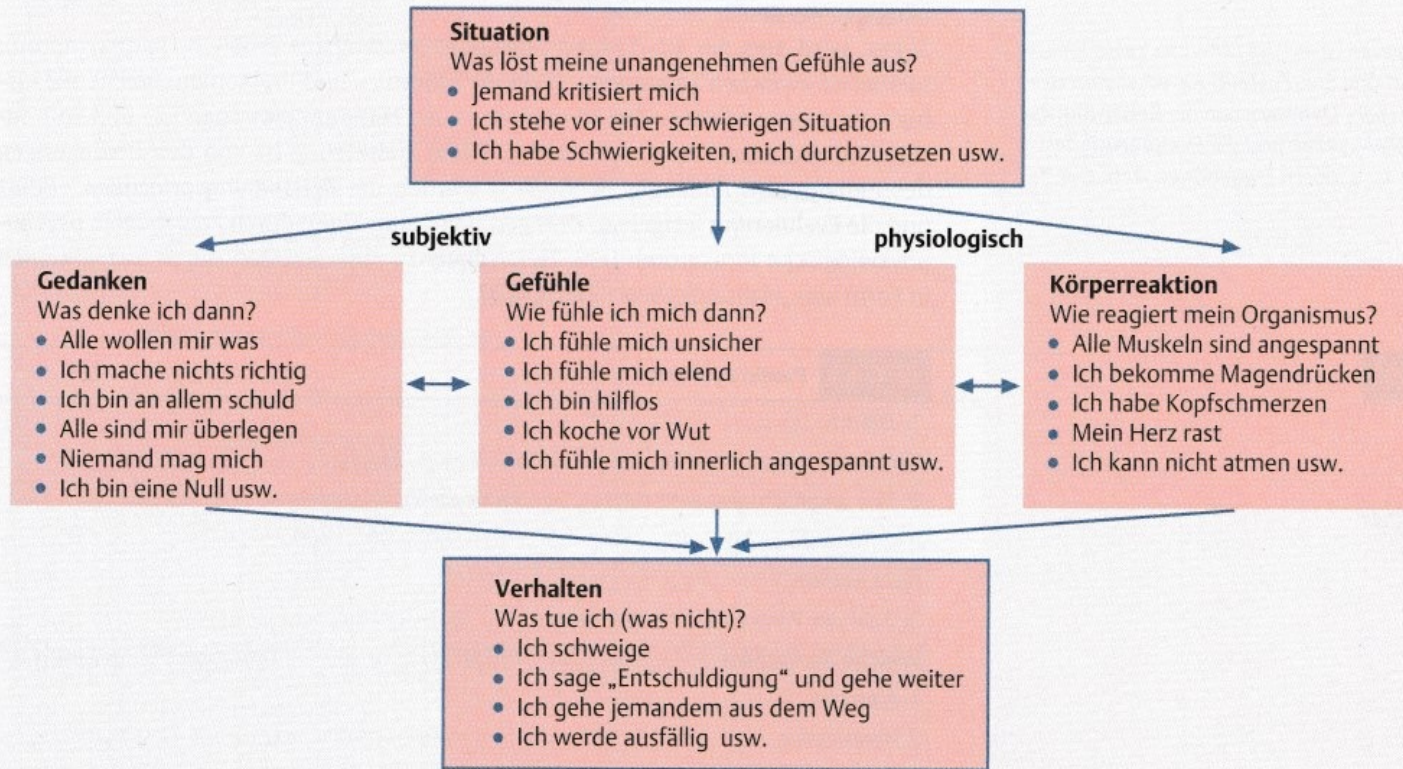 Situation
Was löst meine unangenehmen Gefühle aus?
• Jemand kritisiert mich
• Ich stehe vor einer schwierigen Situation
• Ich habe Schwierigkeiten, mich durchzusetzen usw.
subjektiv
physiologisch
Gedanken
Was denke ich dann?
• Alle wollen mir was
• Ich mache nichts richtig
• Ich bin an allem schuld
• Alle sind mir überlegen
• Niemand mag mich
• Ich bin eine Null usw.
Gefühle
Wie fühle ich mich dann?
• Ich fühle mich unsicher
• Ich fühle mich elend
• Ich bin hilflos
• Ich koche vor Wut
• Ich fühle mich innerlich angespannt usw.
Körperreaktion
Wie reagiert mein Organismus?
• Alle Muskeln sind angespannt
• Ich bekomme Magendrücken
• Ich habe Kopfschmerzen
• Mein Herz rast
• Ich kann nicht atmen usw.
Verhalten
Was tue ich (was nicht)?
• Ich schweige
• Ich sage „Entschuldigung“ und gehe weiter
• Ich gehe jemandem aus dem Weg
• Ich werde ausfällig usw.